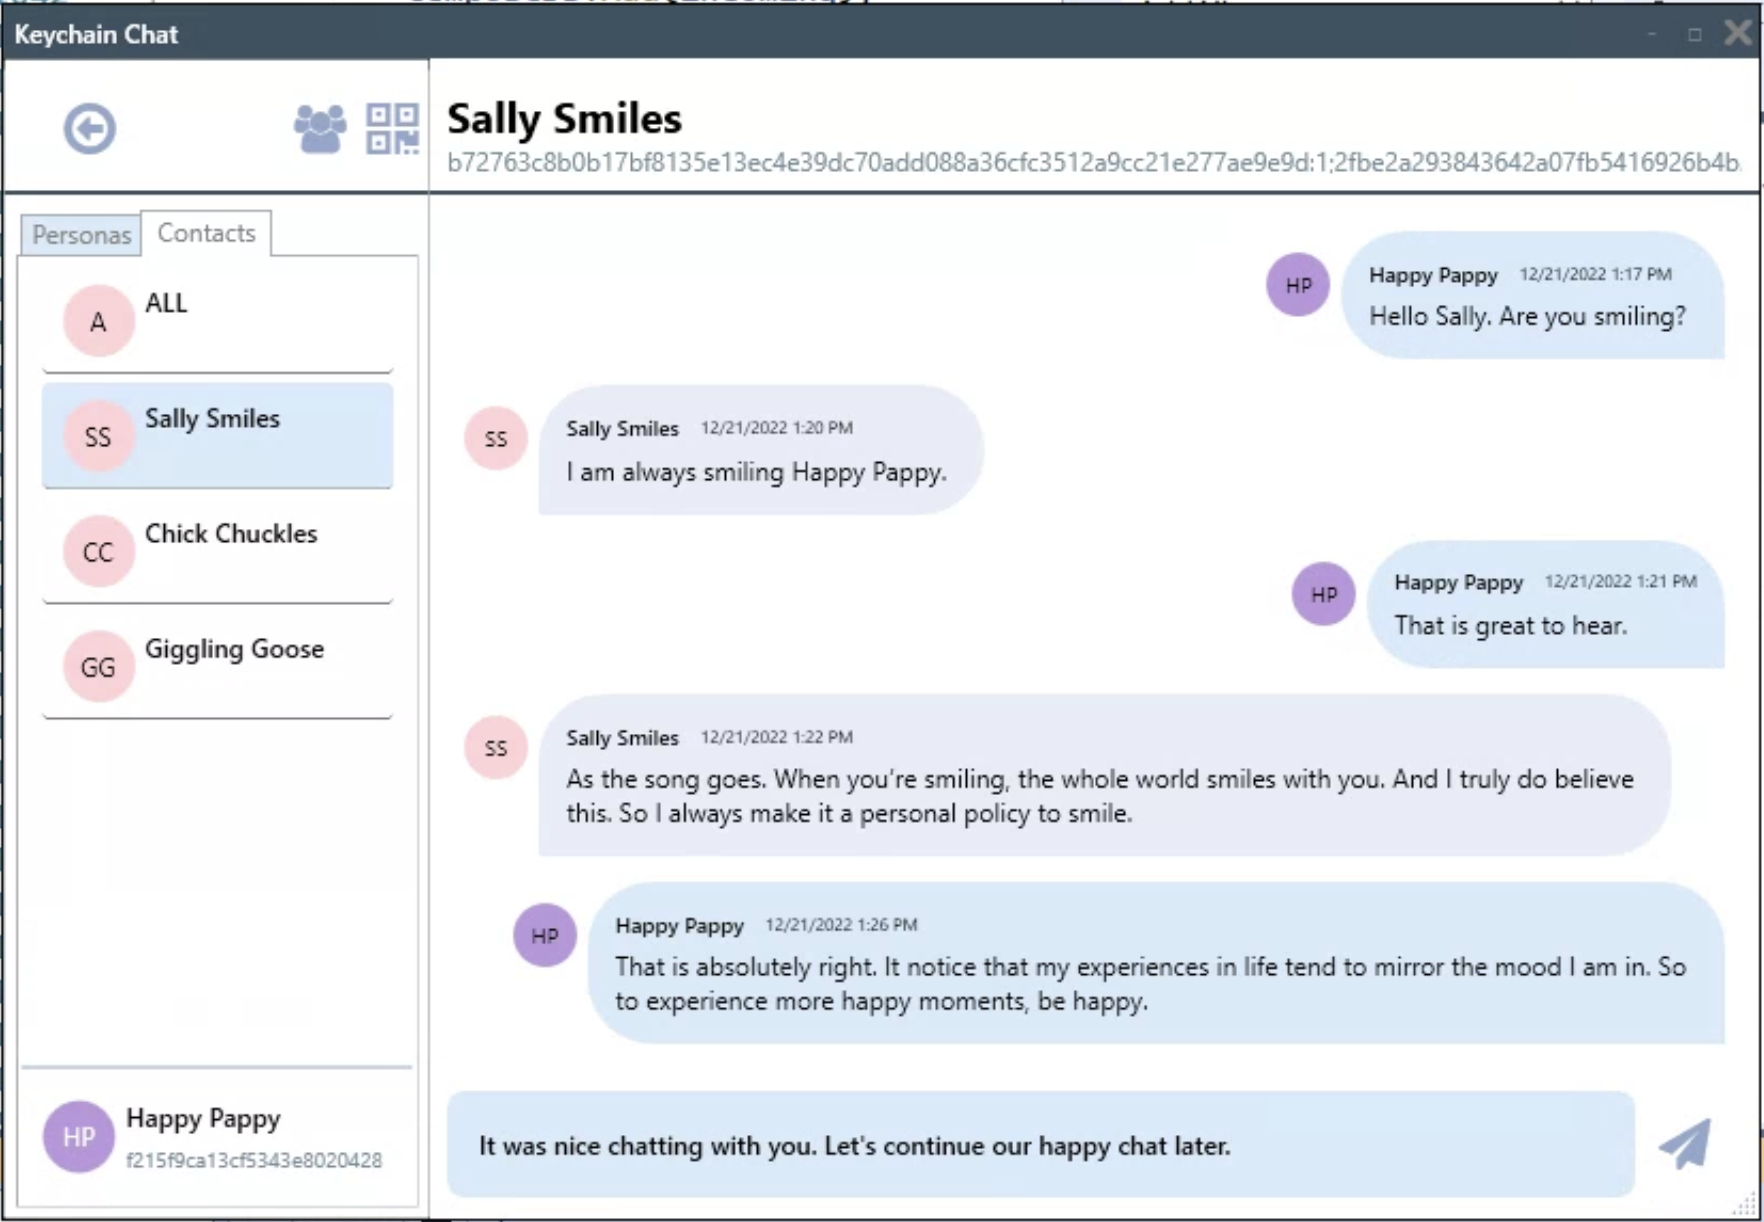 Keychain Chat
Sally Smiles
b72763c8b0b17bf8135e13ec4e39dc70add088a36cfc3512a9cc21e277ae9e9d:1;2fbe2a293843642a07fb5416926b4b
Personas
Contacts
A
ALL
SS
Sally Smiles
CC
Chick Chuckles
GG
Giggling Goose
HP
Happy Pappy
f215f9ca13cf5343e8020428
HP
Happy Pappy 12/21/2022 1:17 PM
Hello Sally. Are you smiling?
SS
Sally Smiles 12/21/2022 1:20 PM
I am always smiling Happy Pappy.
HP
Happy Pappy 12/21/2022 1:21 PM
That is great to hear.
SS
Sally Smiles 12/21/2022 1:22 PM
As the song goes. When you're smiling, the whole world smiles with you. And I truly do believe
this. So I always make it a personal policy to smile.
HP
Happy Pappy 12/21/2022 1:26 PM
That is absolutely right. It notice that my experiences in life tend to mirror the mood I am in. So
to experience more happy moments, be happy.
It was nice chatting with you. Let's continue our happy chat later.